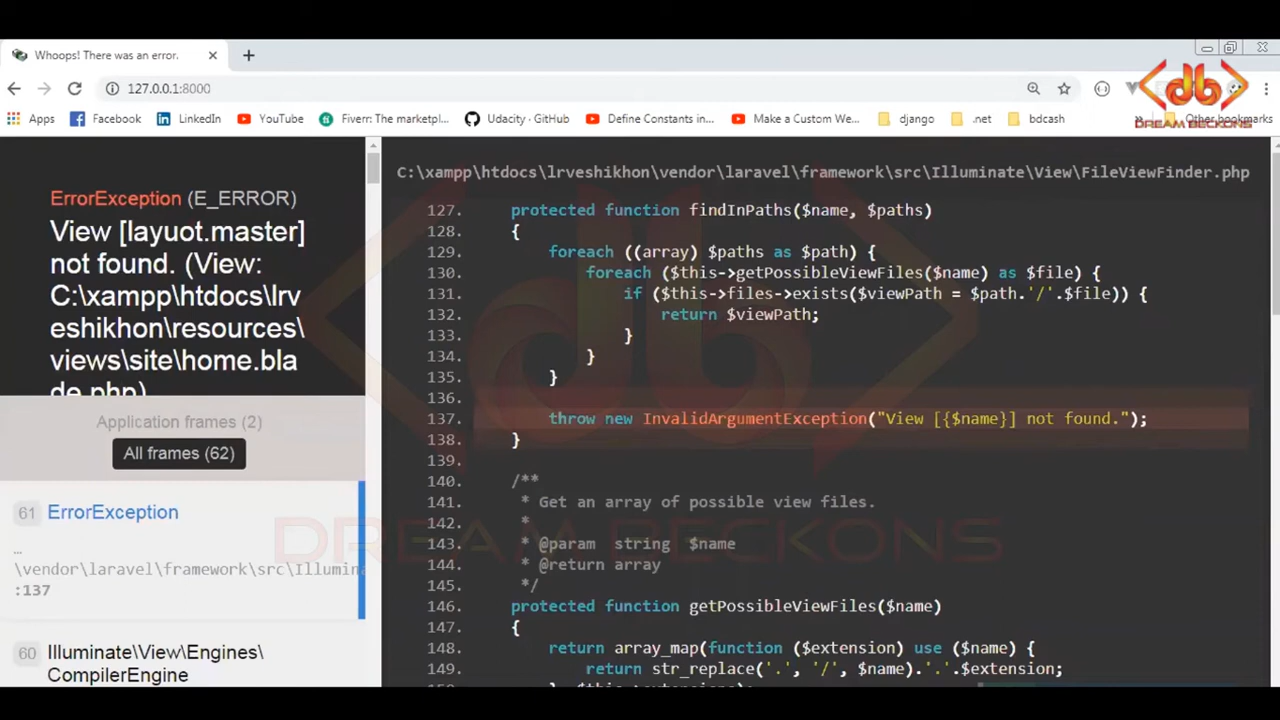 Whoops! There was an error.
127.0.0.1:8000
Apps Facebook LinkedIn YouTube Fiverr: The marketpl... Udacity · GitHub Define Constants in... Make a Custom We... django .net bdcash » Other bookmarks
db
DREAM BECKONS
ErrorException (E_ERROR)
View [layuot.master]
not found. (View:
C:\xampp\htdocs\lrv
eshikhon\resources\
views\site\home.bla
de.php)
Application frames (2)
All frames (62)
61 ErrorException
…
\vendor\laravel\framework\src\Illumin
:137
60 Illuminate\View\Engines\
CompilerEngine
C:\xampp\htdocs\lrveshikhon\vendor\laravel\framework\src\Illuminate\View\FileViewFinder.php
127. protected function findInPaths($name, $paths)
128. {
129. foreach ((array) $paths as $path) {
130. foreach ($this->getPossibleViewFiles($name) as $file) {
131. if ($this->files->exists($viewPath = $path.'/'.$file)) {
132. return $viewPath;
133. }
134. }
135. }
136.
137. throw new InvalidArgumentException("View [{$name}] not found.");
138. }
139.
140. /**
141. * Get an array of possible view files.
142. *
143. * @param string $name
144. * @return array
145. */
146. protected function getPossibleViewFiles($name)
147. {
148. return array_map(function ($extension) use ($name) {
149. return str_replace('.', '/', $name).'.'.$extension;
DREAM BECKONS